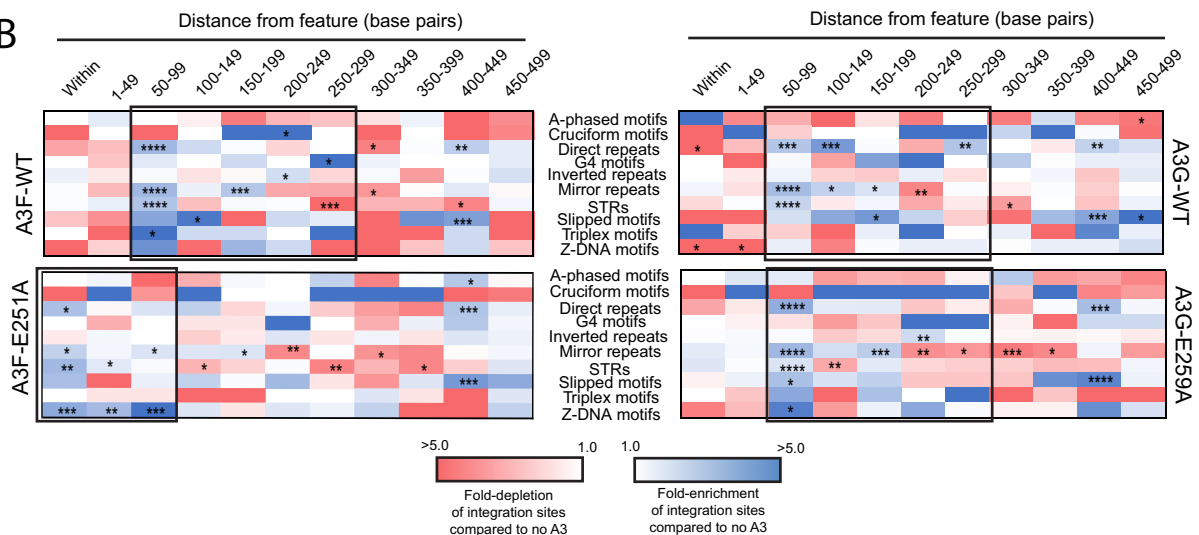 B
Distance from feature (base pairs)
Within 1-49 50-99 100-149 150-199 200-249 250-299 300-349 350-399 400-449 450-499
Distance from feature (base pairs)
Within 1-49 50-99 100-149 150-199 200-249 250-299 300-349 350-399 400-449 450-499
A3F-WT
A-phased motifs *
* Cruciform motifs
**** * ** Direct repeats * *** *** ** **
* G4 motifs
* Inverted repeats
**** *** * Mirror repeats **** * * **
**** *** * STRs **** *
* *** Slipped motifs * *** *
* Triplex motifs
Z-DNA motifs * *
A3G-WT
A3F-E251A
* A-phased motifs
Cruciform motifs
* *** Direct repeats **** ***
G4 motifs
Inverted repeats **
* * * ** * Mirror repeats **** *** ** * *** *
** * * ** * STRs **** **
*** Slipped motifs * ****
Triplex motifs
*** ** *** Z-DNA motifs *
A3G-E259A
>5.0 1.0
Fold-depletion
of integration sites
compared to no A3
1.0 >5.0
Fold-enrichment
of integration sites
compared to no A3